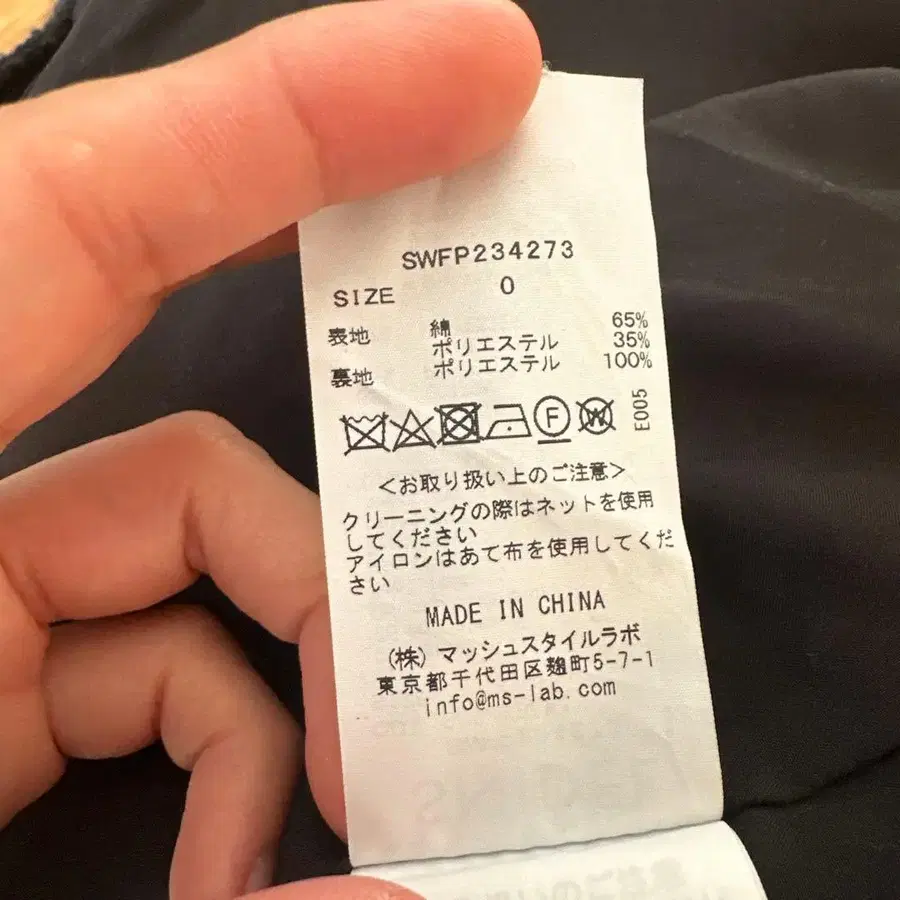 SWFP234273
SIZE 0
表地 綿 65%
ポリエステル 35%
裏地 ポリエステル 100%
F W E005
＜お取り扱い上のご注意＞
クリーニングの際はネットを使用
してください
アイロンはあて布を使用してくだ
さい
MADE IN CHINA
(株) マッシュスタイルラボ
東京都千代田区麹町5-7-1
info@ms-lab.com